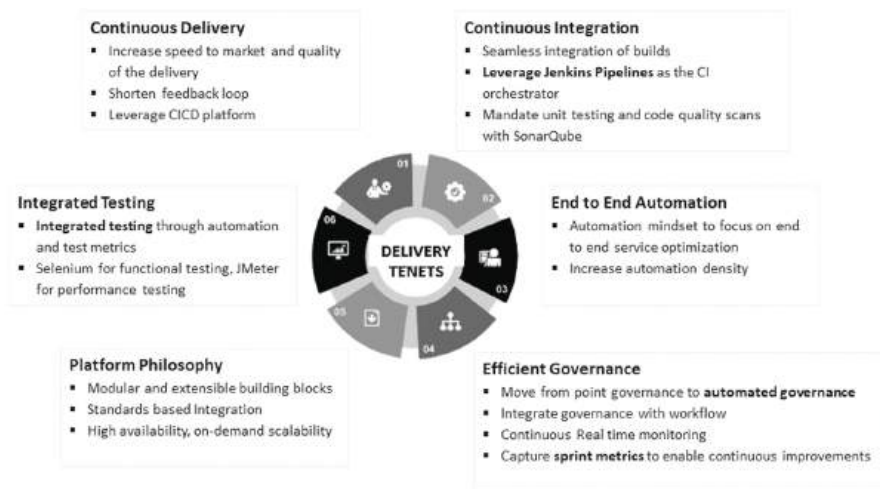 Continuous Delivery
▪ Increase speed to market and quality
of the delivery
▪ Shorten feedback loop
▪ Leverage CICD platform
Continuous Integration
▪ Seamless integration of builds
▪ Leverage Jenkins Pipelines as the CI
orchestrator
▪ Mandate unit testing and code quality scans
with SonarQube
Integrated Testing
▪ Integrated testing through automation
and test metrics
▪ Selenium for functional testing, JMeter
for performance testing
01
02
03
04
05
06
DELIVERY
TENETS
End to End Automation
▪ Automation mindset to focus on end
to end service optimization
▪ Increase automation density
Platform Philosophy
▪ Modular and extensible building blocks
▪ Standards based Integration
▪ High availability, on-demand scalability
Efficient Governance
▪ Move from point governance to automated governance
▪ Integrate governance with workflow
▪ Continuous Real time monitoring
▪ Capture sprint metrics to enable continuous improvements